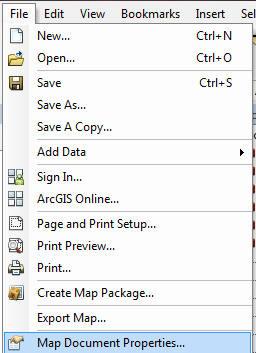 File Edit View Bookmarks Insert Sel
New... Ctrl+N
Open... Ctrl+O
Save Ctrl+S
Save As...
Save A Copy...
Add Data
Sign In...
ArcGIS Online...
Page and Print Setup...
Print Preview...
Print...
Create Map Package...
Export Map...
Map Document Properties...